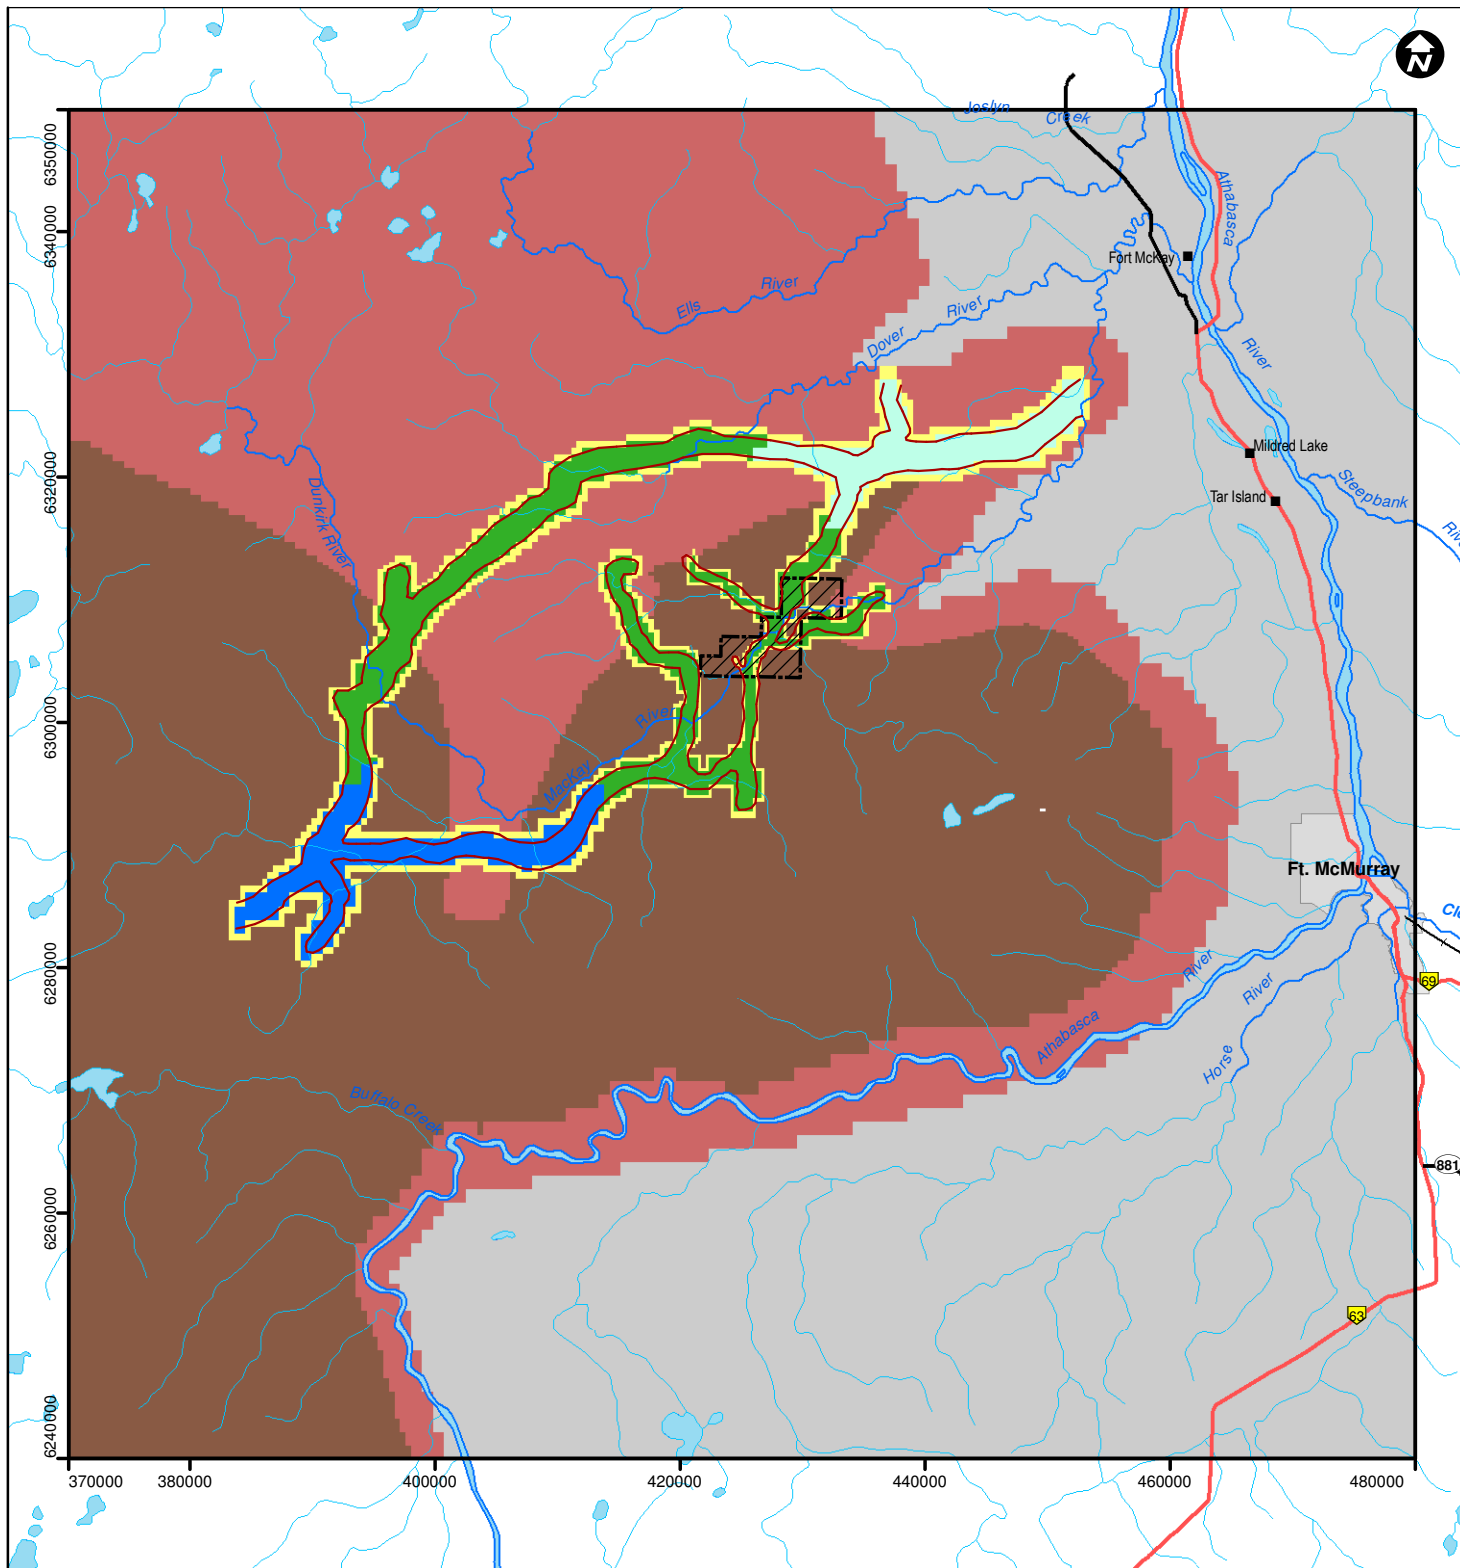 N
Joslyn
Creek
6350000
Athabasca
6340000
Fort McKay
River
Ells
River
Dover
River
Mildred Lake
6320000
Dunkirk River
Steepbank
Tar Island
6300000
River
MacKay
Ft. McMurray
6280000
River
River
69
Athabasca
Horse
Buffalo Creek
881
6260000
63
6240000
370000 380000 400000 420000 440000 460000 480000